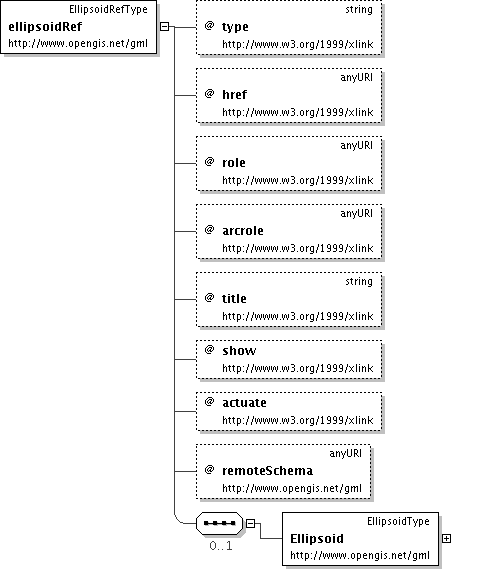 EllipsoidRefType
ellipsoidRef
http://www.opengis.net/gml
string
@ type
http://www.w3.org/1999/xlink
anyURI
@ href
http://www.w3.org/1999/xlink
anyURI
@ role
http://www.w3.org/1999/xlink
anyURI
@ arcrole
http://www.w3.org/1999/xlink
string
@ title
http://www.w3.org/1999/xlink
@ show
http://www.w3.org/1999/xlink
@ actuate
http://www.w3.org/1999/xlink
anyURI
@ remoteSchema
http://www.opengis.net/gml
0..1
EllipsoidType
Ellipsoid
http://www.opengis.net/gml